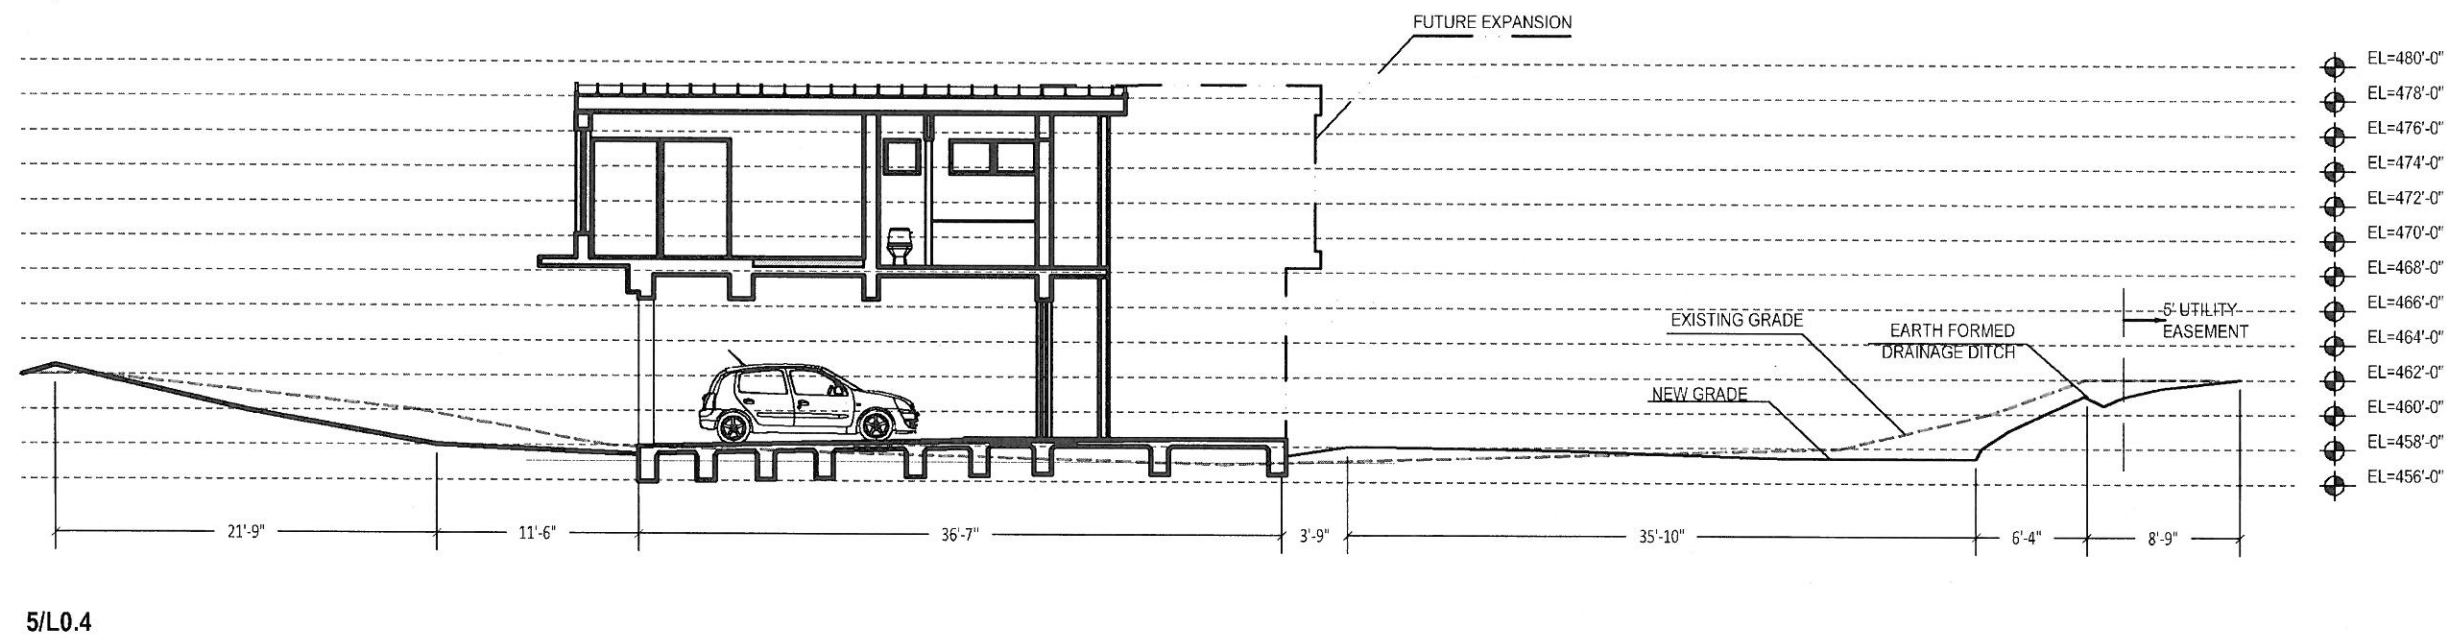 FUTURE EXPANSION
EL=480'-0"
EL=478'-0"
EL=476'-0"
EL=474'-0"
EL=472'-0"
EL=470'-0"
EL=468'-0"
EL=466'-0"
EL=464'-0"
EL=462'-0"
EL=460'-0"
EL=458'-0"
EL=456'-0"
5' UTILITY
EASEMENT
EXISTING GRADE
EARTH FORMED
DRAINAGE DITCH
NEW GRADE
21'-9"
11'-6"
36'-7"
3'-9"
35'-10"
6'-4"
8'-9"
5/L0.4